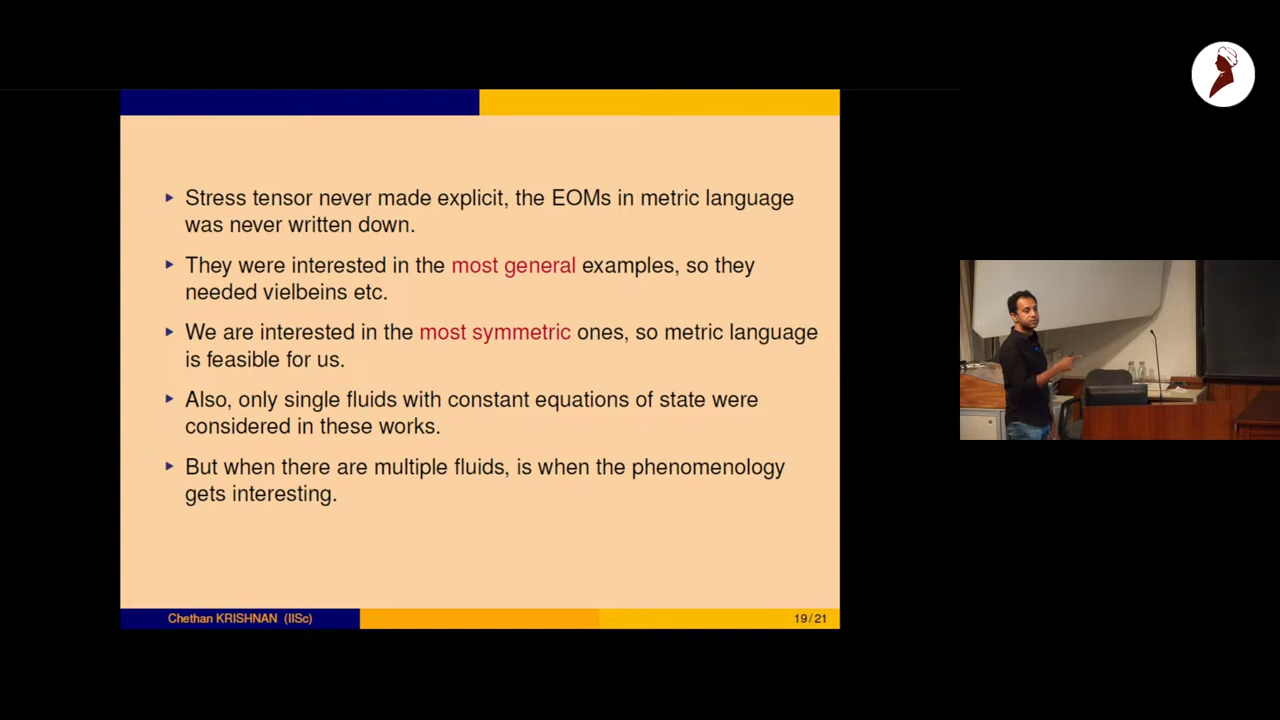 Stress tensor never made explicit, the EOMs in metric language
was never written down.
They were interested in the most general examples, so they
needed vielbeins etc.
We are interested in the most symmetric ones, so metric language
is feasible for us.
Also, only single fluids with constant equations of state were
considered in these works.
But when there are multiple fluids, is when the phenomenology
gets interesting.
Chethan KRISHNAN (IISc)
19/21